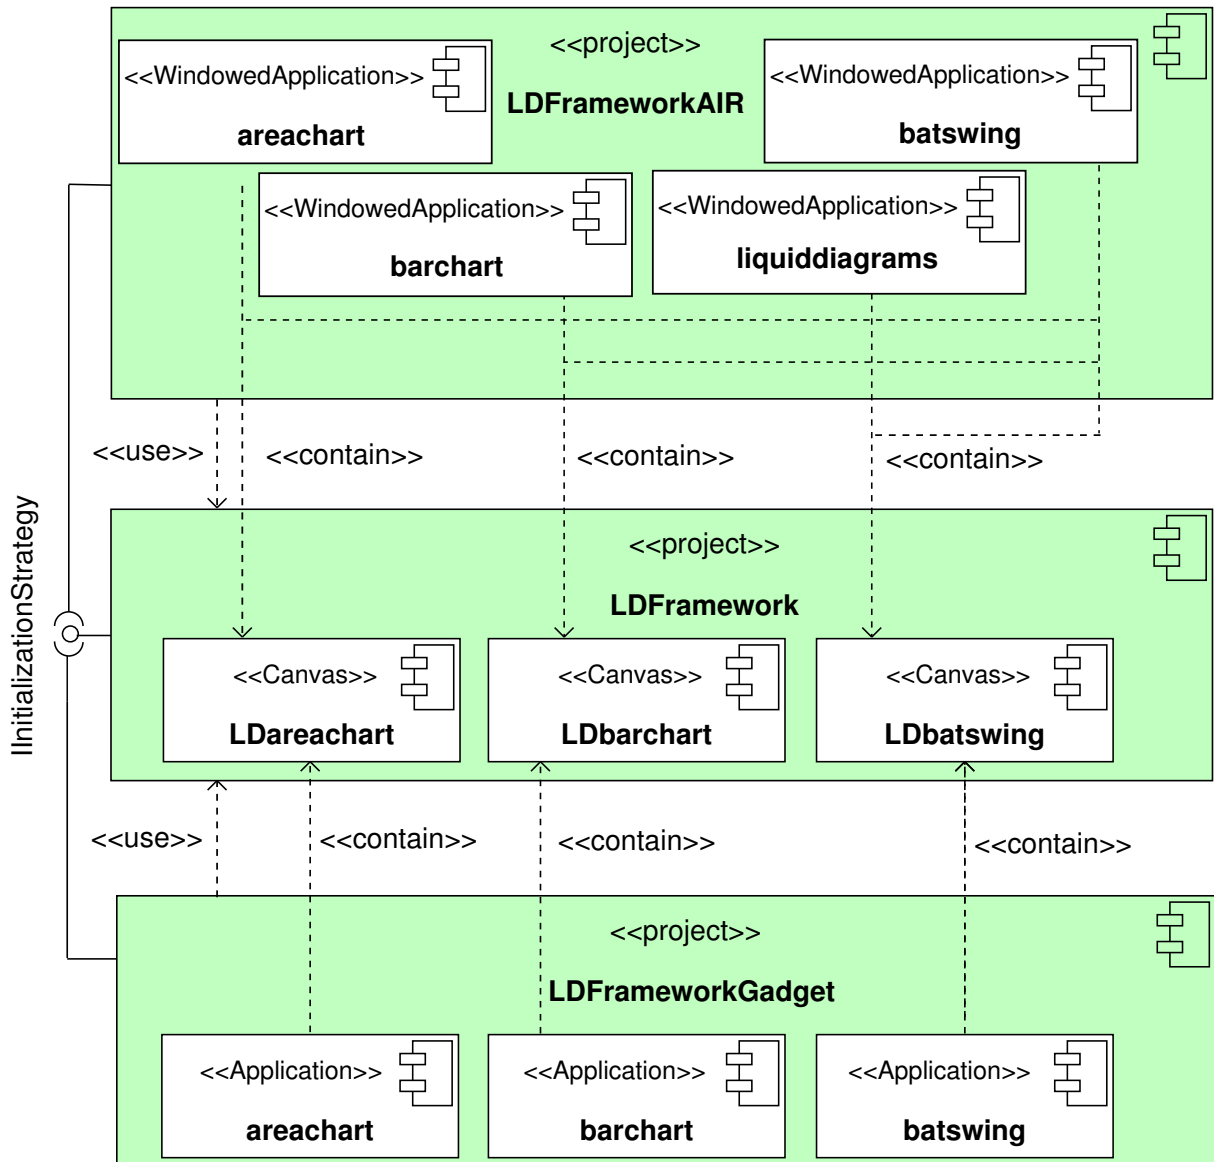 <<project>>
LDFrameworkAIR
<<WindowedApplication>>
areachart
<<WindowedApplication>>
batswing
<<WindowedApplication>>
barchart
<<WindowedApplication>>
liquiddiagrams
<<use>>
<<contain>>
<<contain>>
<<contain>>
IInitializationStrategy
<<project>>
LDFramework
<<Canvas>>
LDareachart
<<Canvas>>
LDbarchart
<<Canvas>>
LDbatswing
<<use>>
<<contain>>
<<contain>>
<<contain>>
<<project>>
LDFrameworkGadget
<<Application>>
areachart
<<Application>>
barchart
<<Application>>
batswing